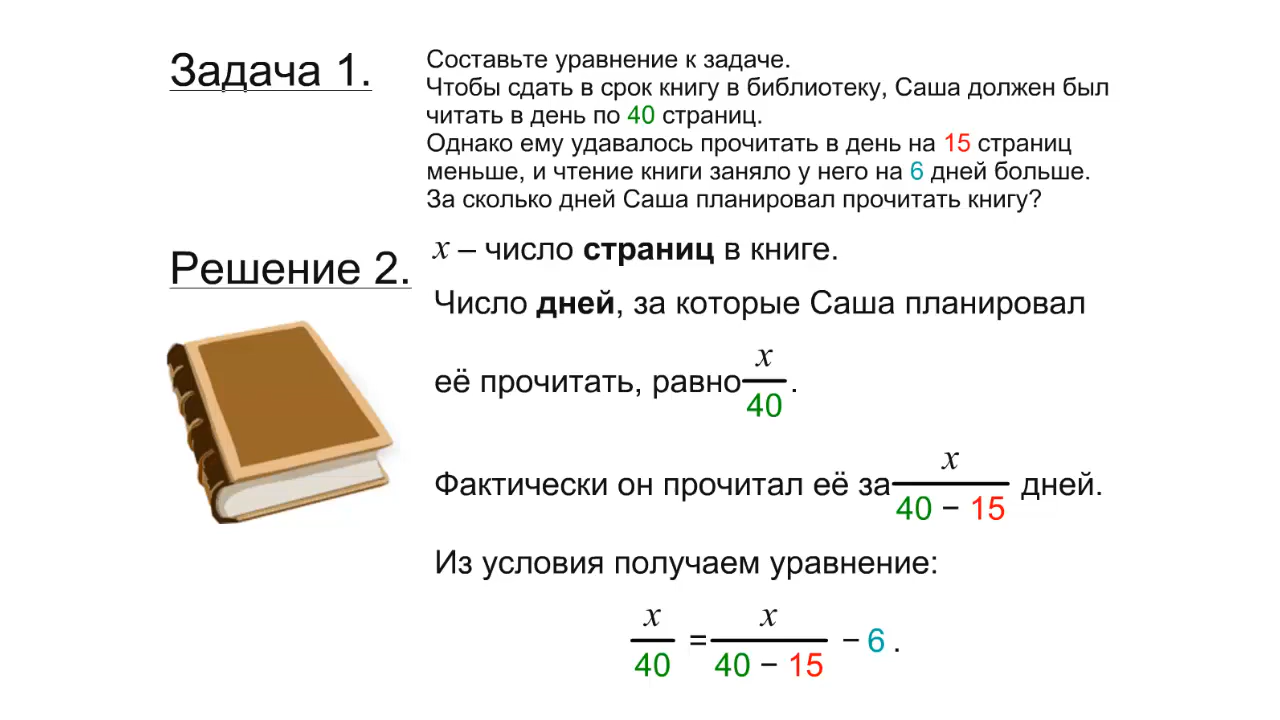 Задача 1.
Составьте уравнение к задаче.
Чтобы сдать в срок книгу в библиотеку, Саша должен был
читать в день по 40 страниц.
Однако ему удавалось прочитать в день на 15 страниц
меньше, и чтение книги заняло у него на 6 дней больше.
За сколько дней Саша планировал прочитать книгу?
Решение 2.
x – число страниц в книге.
Число дней, за которые Саша планировал
её прочитать, равно x/40.
Фактически он прочитал её за x/(40 − 15) дней.
Из условия получаем уравнение:
x/40 = x/(40 − 15) − 6.